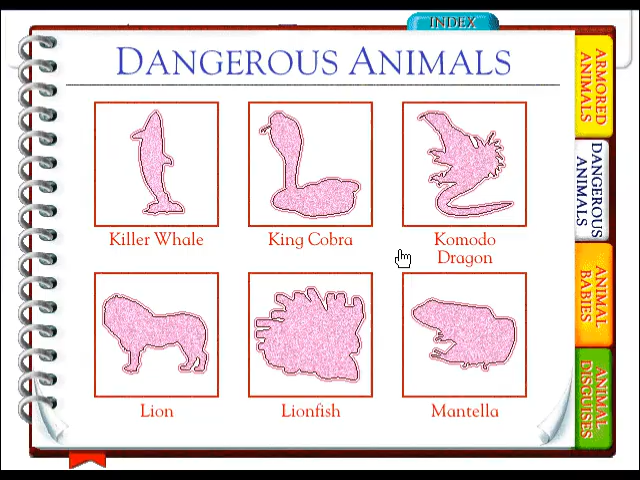 INDEX
DANGEROUS ANIMALS
Killer Whale
King Cobra
Komodo
Dragon
Lion
Lionfish
Mantella
ARMORED
ANIMALS
DANGEROUS
ANIMALS
ANIMAL
BABIES
ANIMAL
DISGUISES